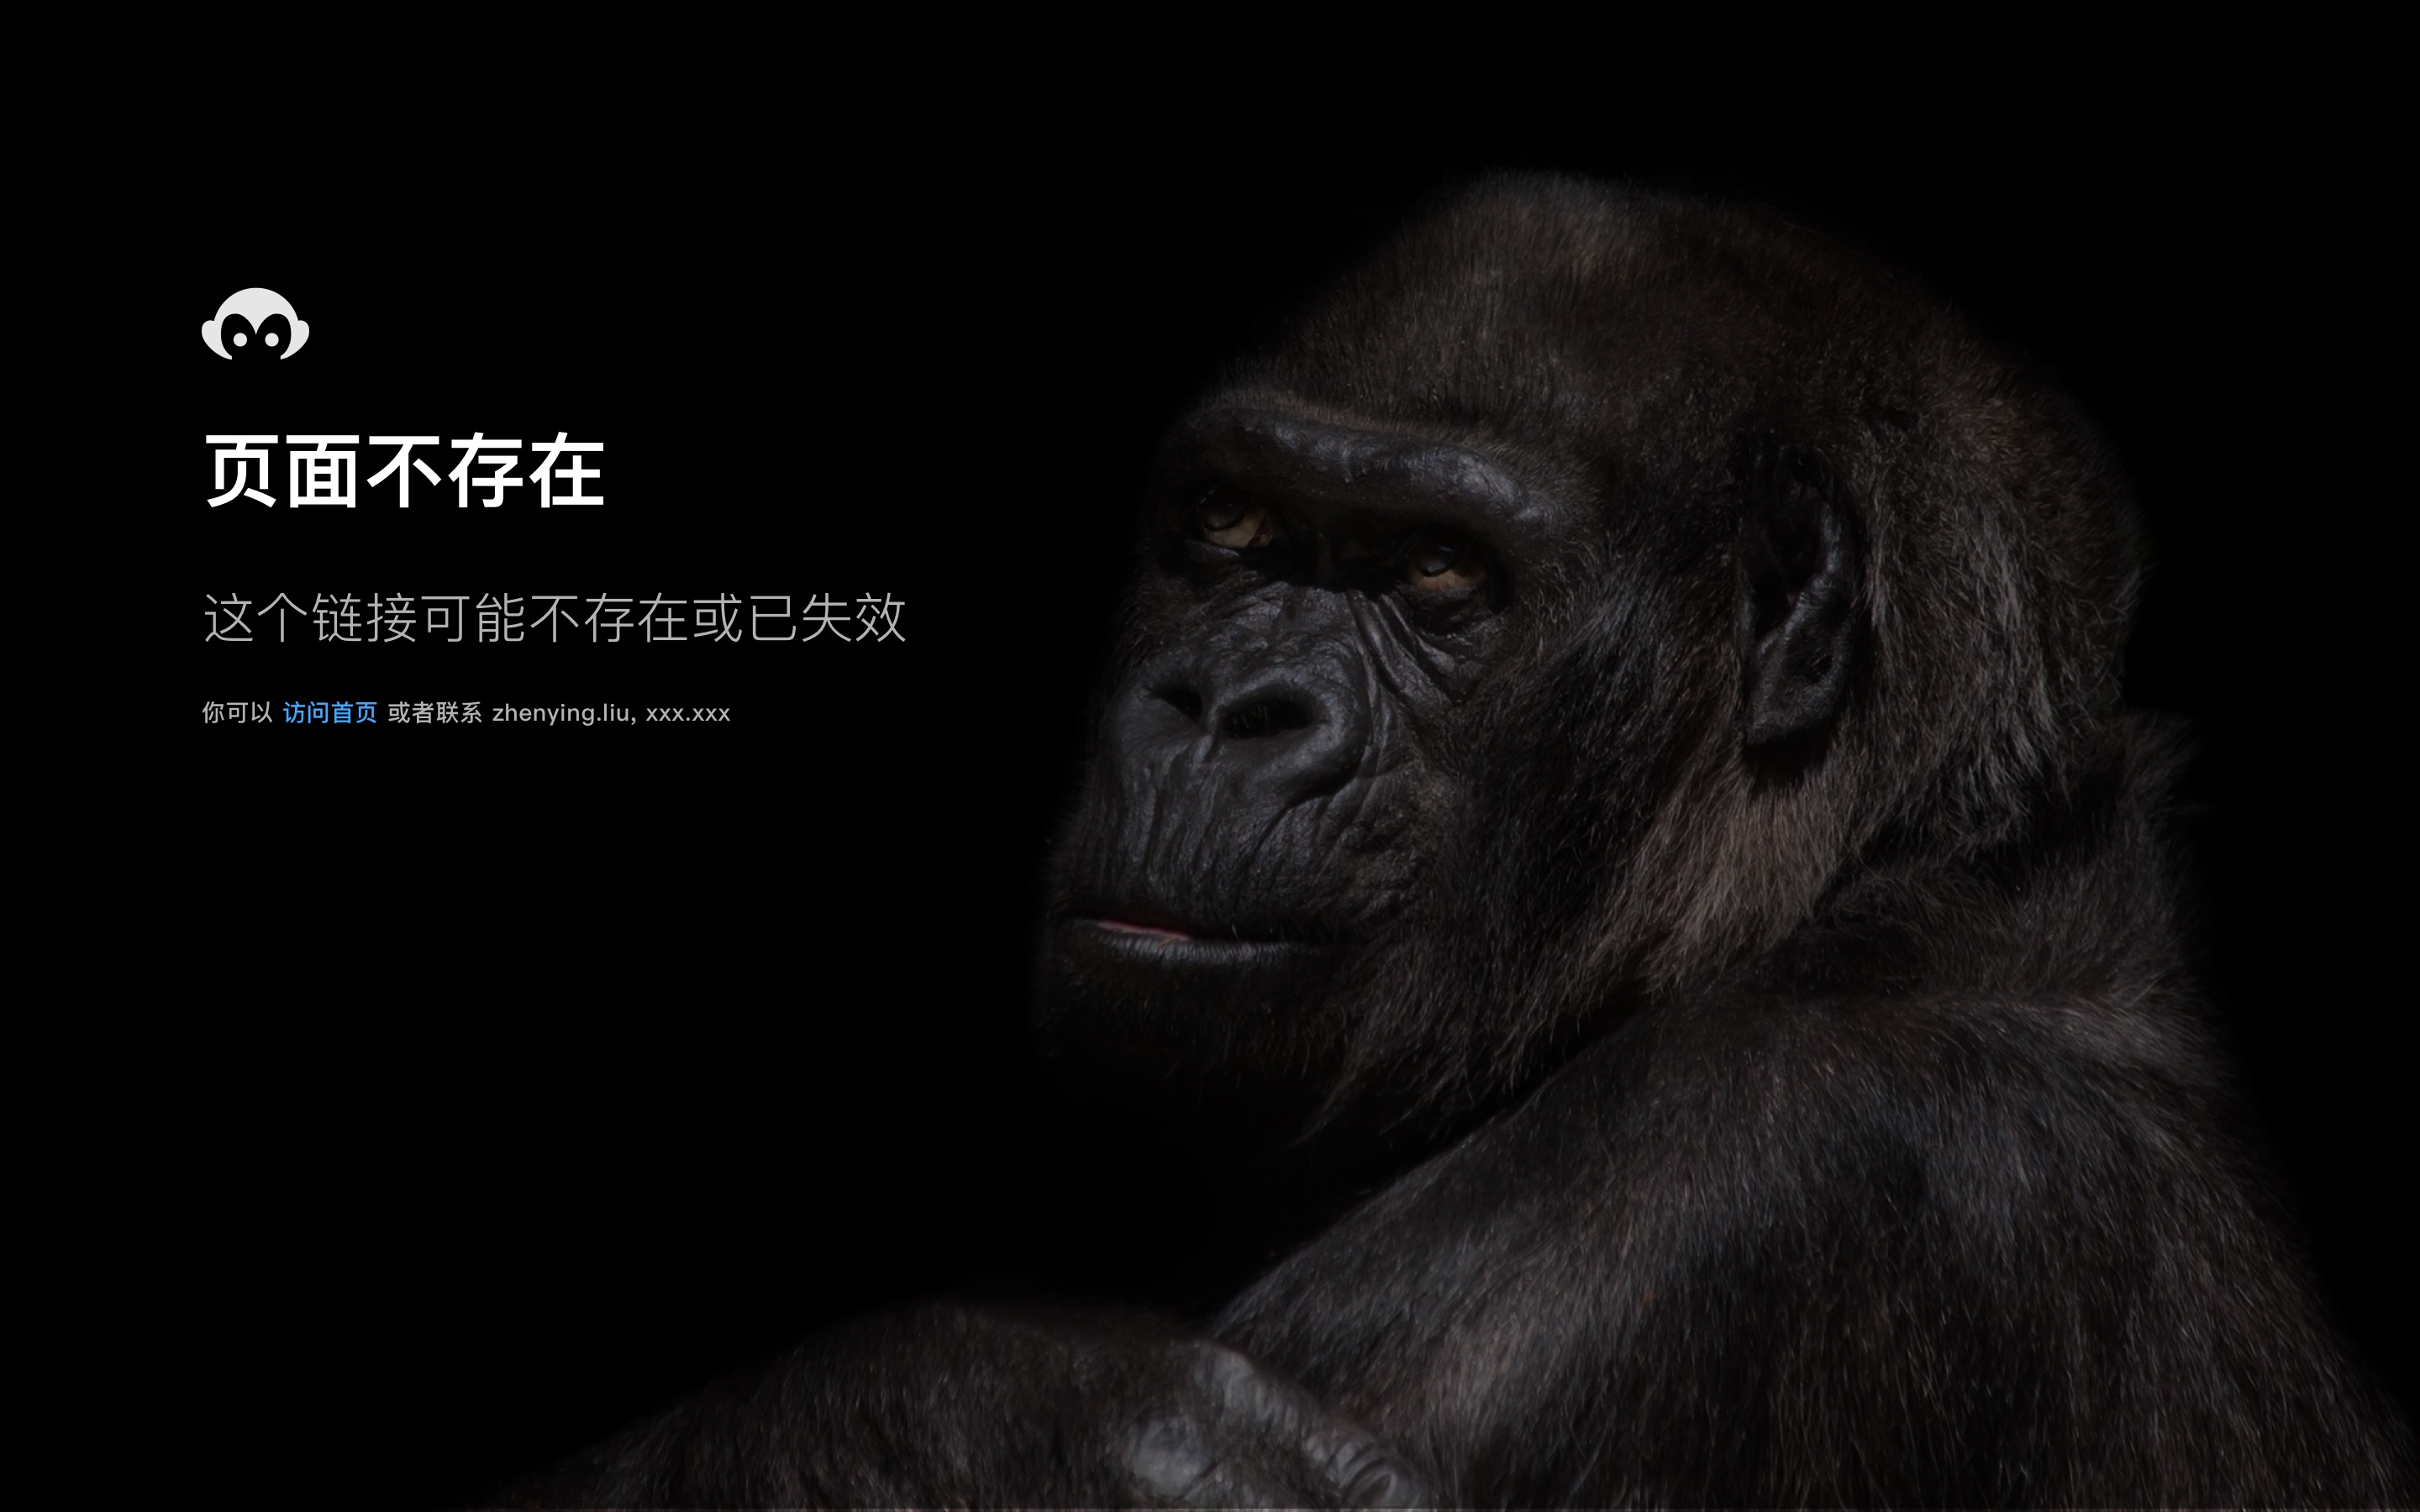 页面不存在
这个链接可能不存在或已失效
你可以 访问首页 或者联系 zhenying.liu, xxx.xxx